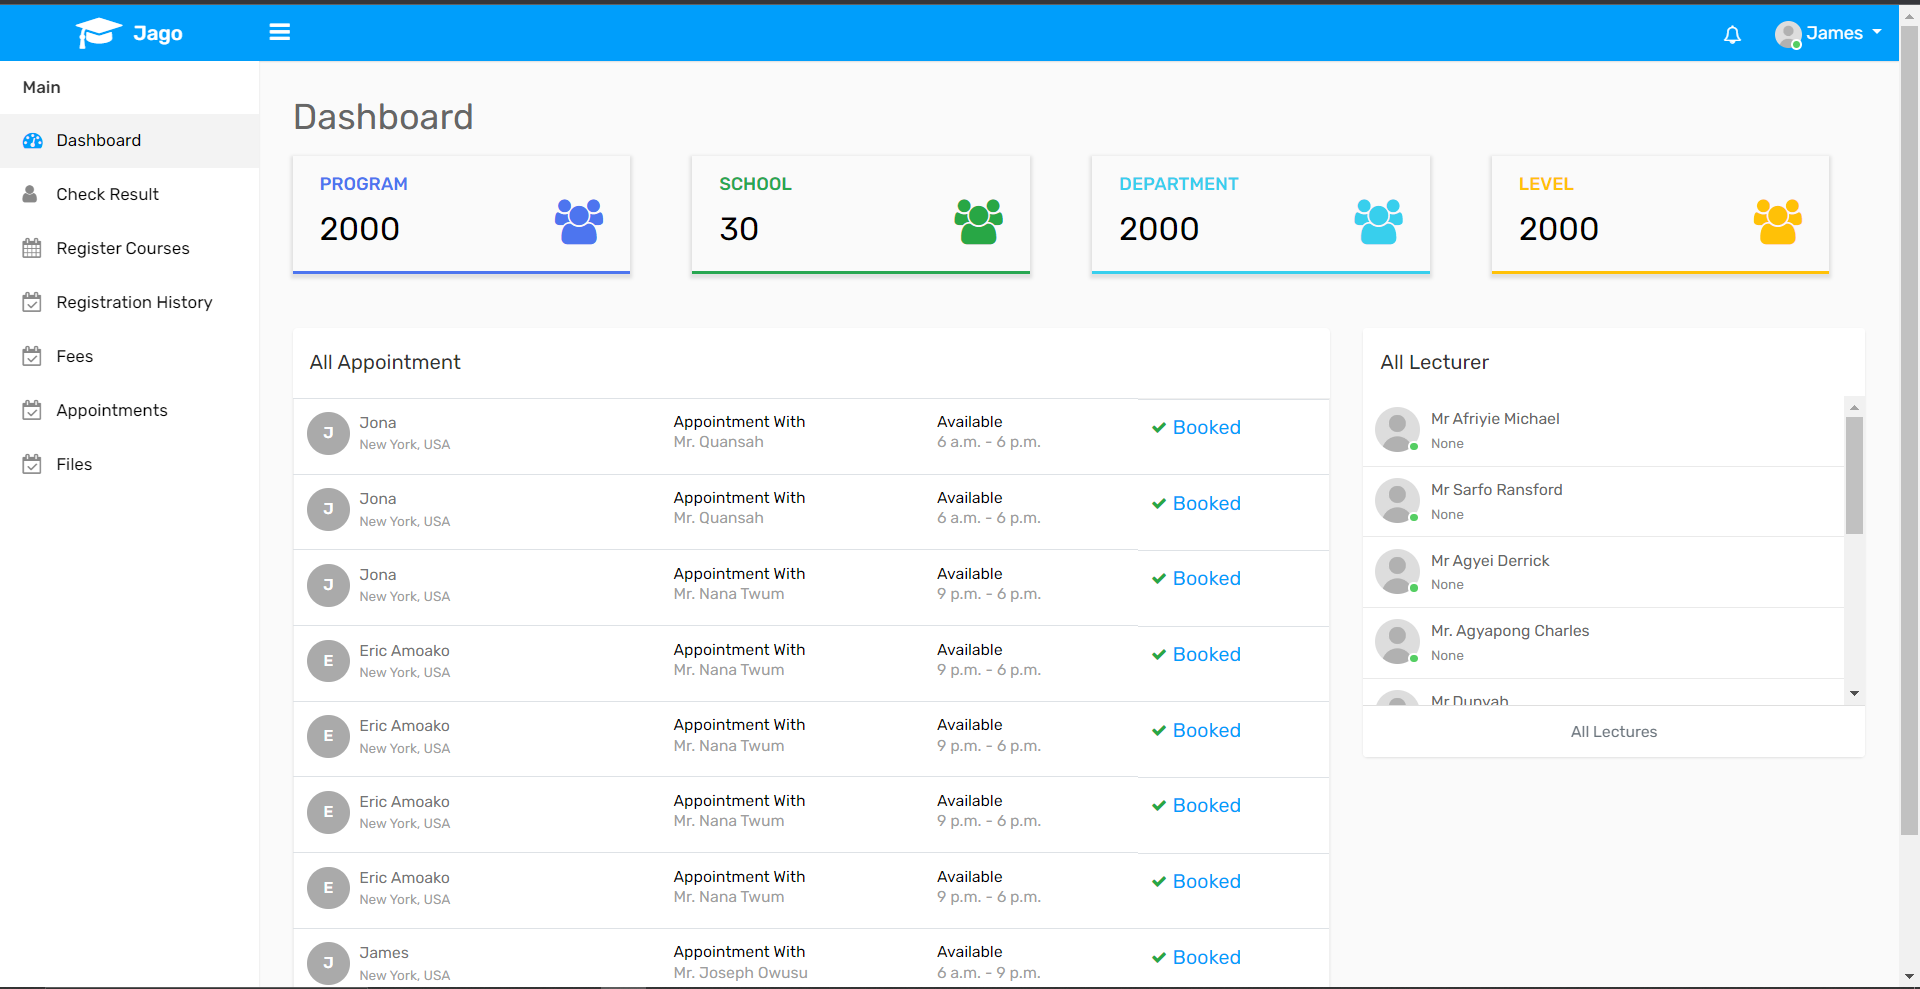 Jago
James
Main
Dashboard
Check Result
Register Courses
Registration History
Fees
Appointments
Files
Dashboard
PROGRAM
2000
SCHOOL
30
DEPARTMENT
2000
LEVEL
2000
All Appointment
J
Jona
New York, USA
Appointment With
Mr. Quansah
Available
6 a.m. - 6 p.m.
Booked
J
Jona
New York, USA
Appointment With
Mr. Quansah
Available
6 a.m. - 6 p.m.
Booked
J
Jona
New York, USA
Appointment With
Mr. Nana Twum
Available
9 p.m. - 6 p.m.
Booked
E
Eric Amoako
New York, USA
Appointment With
Mr. Nana Twum
Available
9 p.m. - 6 p.m.
Booked
E
Eric Amoako
New York, USA
Appointment With
Mr. Nana Twum
Available
9 p.m. - 6 p.m.
Booked
E
Eric Amoako
New York, USA
Appointment With
Mr. Nana Twum
Available
9 p.m. - 6 p.m.
Booked
E
Eric Amoako
New York, USA
Appointment With
Mr. Nana Twum
Available
9 p.m. - 6 p.m.
Booked
J
James
New York, USA
Appointment With
Mr. Joseph Owusu
Available
6 a.m. - 9 p.m.
Booked
All Lecturer
Mr Afriyie Michael
None
Mr Sarfo Ransford
None
Mr Agyei Derrick
None
Mr. Agyapong Charles
None
Mr Dunyah
All Lectures